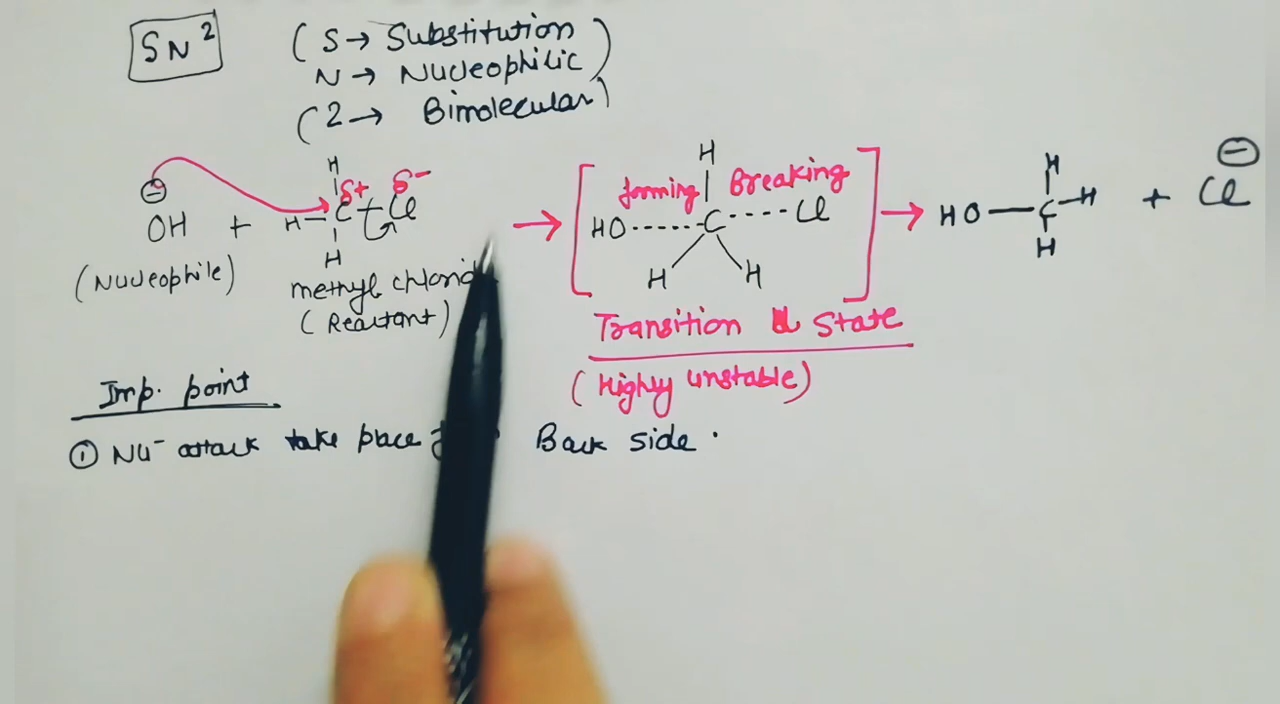 SN²
(S → Substitution
N → Nucleophilic)
(2 → Bimolecular)
⊖
OH + H–C–Cl → [HO-----C-----Cl] → HO–C–H + Cl⊖
H
H
δ+ δ-
forming Breaking
H
H H
H
H
(Nucleophile) methyl chlorid
(Reactant)
Transition State
(Highly Unstable)
Imp. point
① Nu⁻ attack take place Back side .